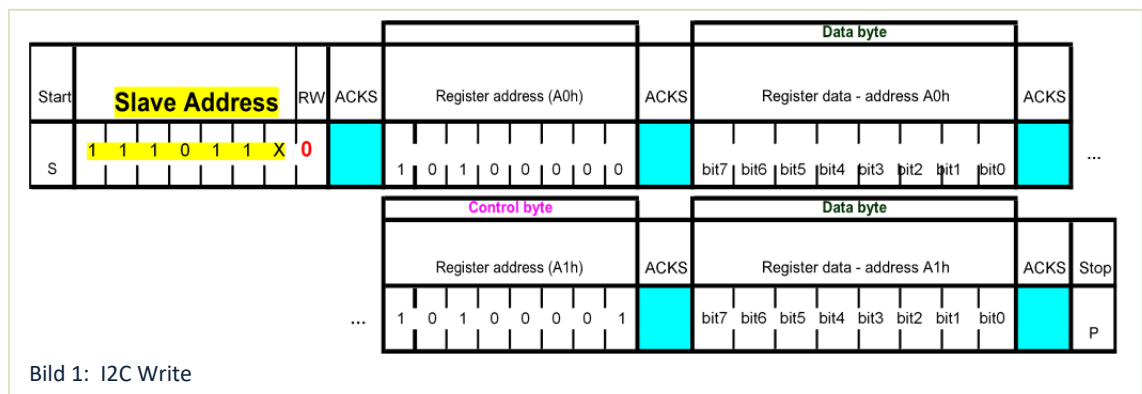 Data byte
Start Slave Address RW ACKS Register address (A0h) ACKS Register data - address A0h ACKS
S 1 1 1 0 1 1 X 0 1 0 1 0 0 0 0 0 bit7 bit6 bit5 bit4 bit3 bit2 bit1 bit0 ...
Control byte Data byte
Register address (A1h) ACKS Register data - address A1h ACKS Stop
... 1 0 1 0 0 0 0 1 bit7 bit6 bit5 bit4 bit3 bit2 bit1 bit0 P
Bild 1: I2C Write